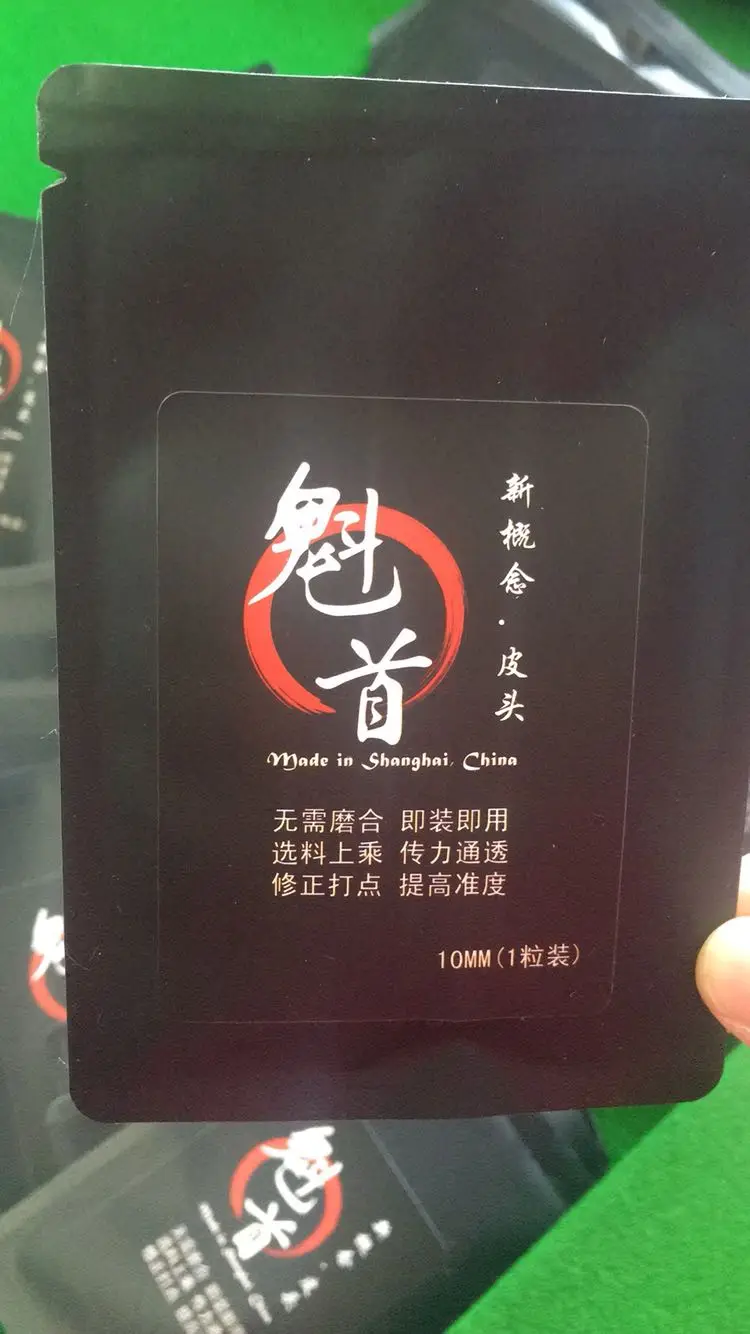 魁首
新概念·皮头
Made in Shanghai, China
无需磨合 即装即用
选料上乘 传力通透
修正打点 提高准度
10MM(1粒装)
魁首